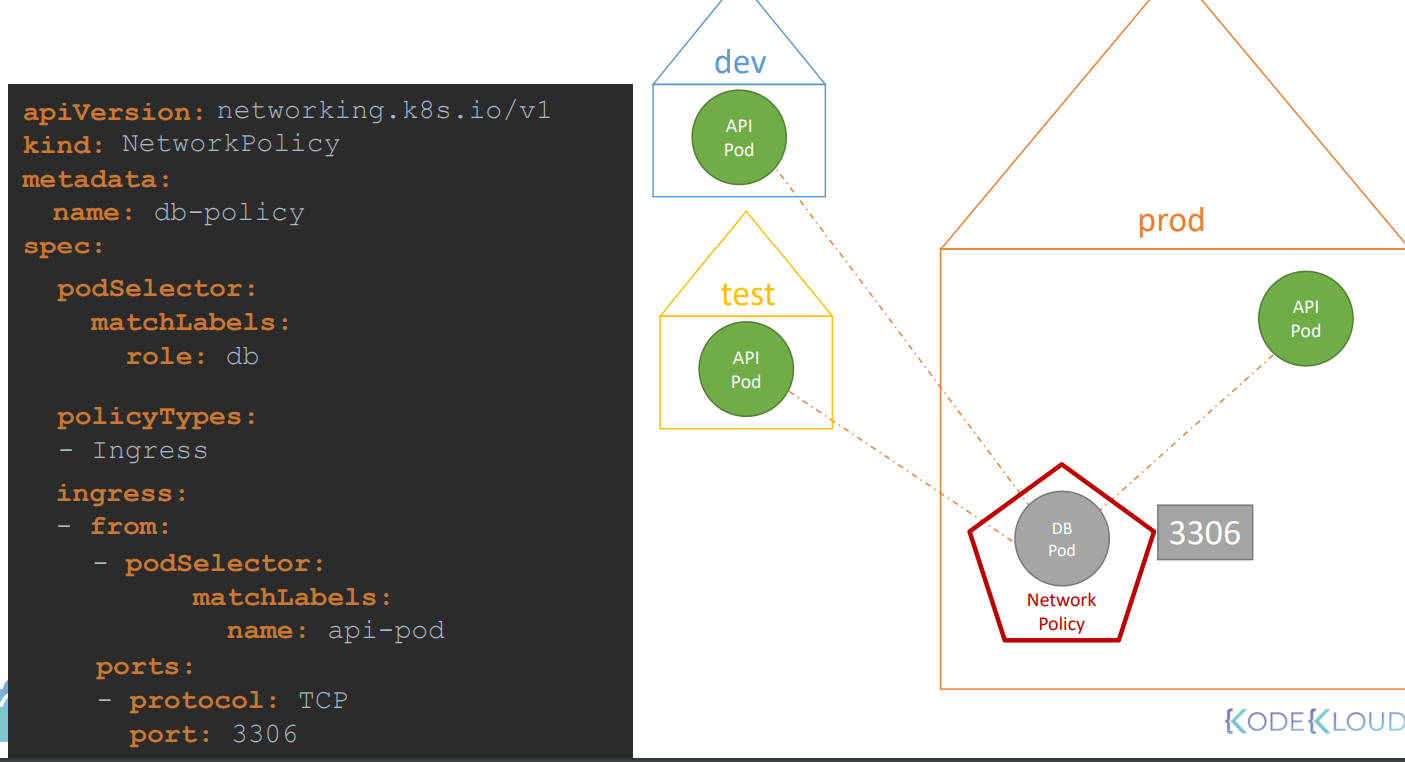 apiVersion: networking.k8s.io/v1
kind: NetworkPolicy
metadata:
  name: db-policy
spec:
  podSelector:
    matchLabels:
      role: db
  policyTypes:
  - Ingress
  ingress:
  - from:
    - podSelector:
          matchLabels:
            name: api-pod
    ports:
    - protocol: TCP
      port: 3306
dev
API
Pod
test
API
Pod
prod
API
Pod
DB
Pod
Network
Policy
3306
KODEKLOUD